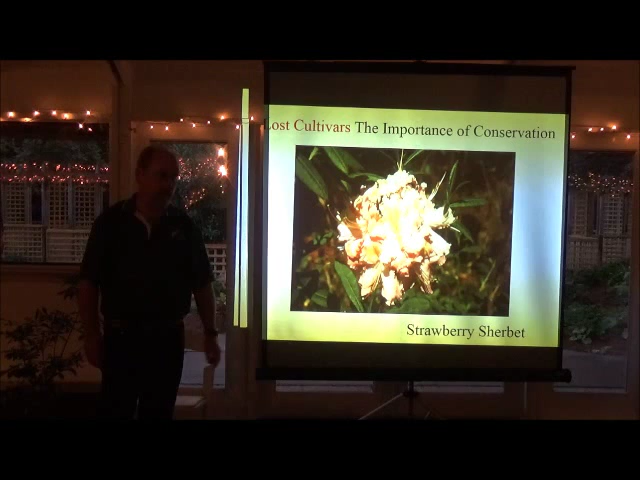 Lost Cultivars The Importance of Conservation
Strawberry Sherbet